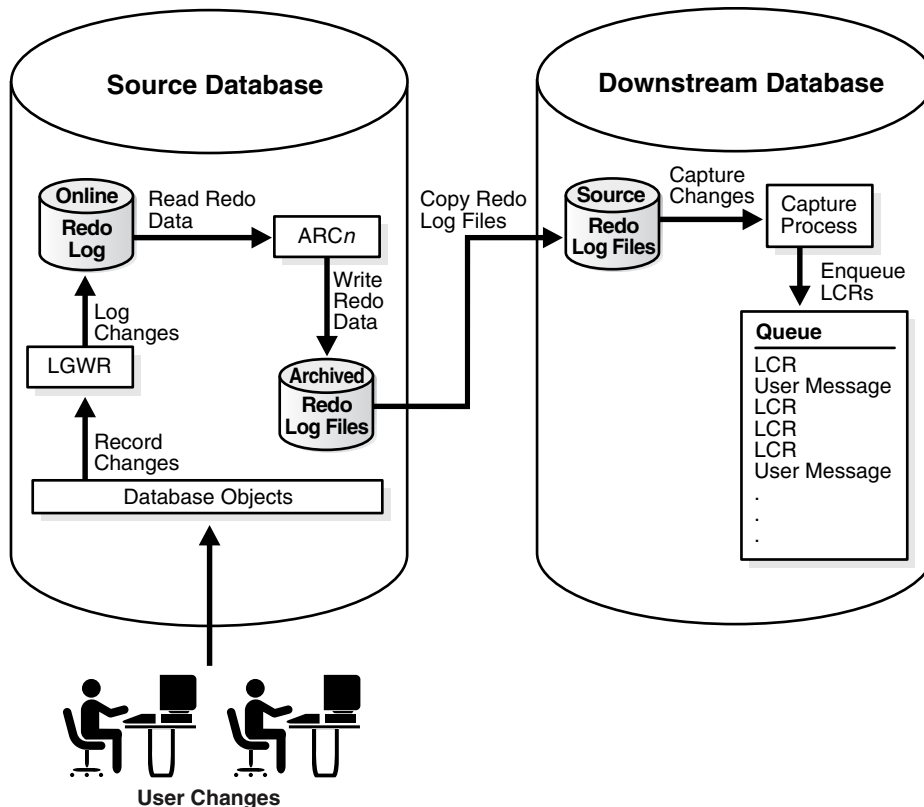 Source Database
Downstream Database
Online
Redo
Log
Read Redo
Data
ARCn
Write
Redo
Data
Log
Changes
LGWR
Archived
Redo
Log Files
Record
Changes
Database Objects
User Changes
Copy Redo
Log Files
Source
Redo
Log Files
Capture
Changes
Capture
Process
Enqueue
LCRs
Queue
LCR
User Message
LCR
LCR
LCR
User Message
.
.
.